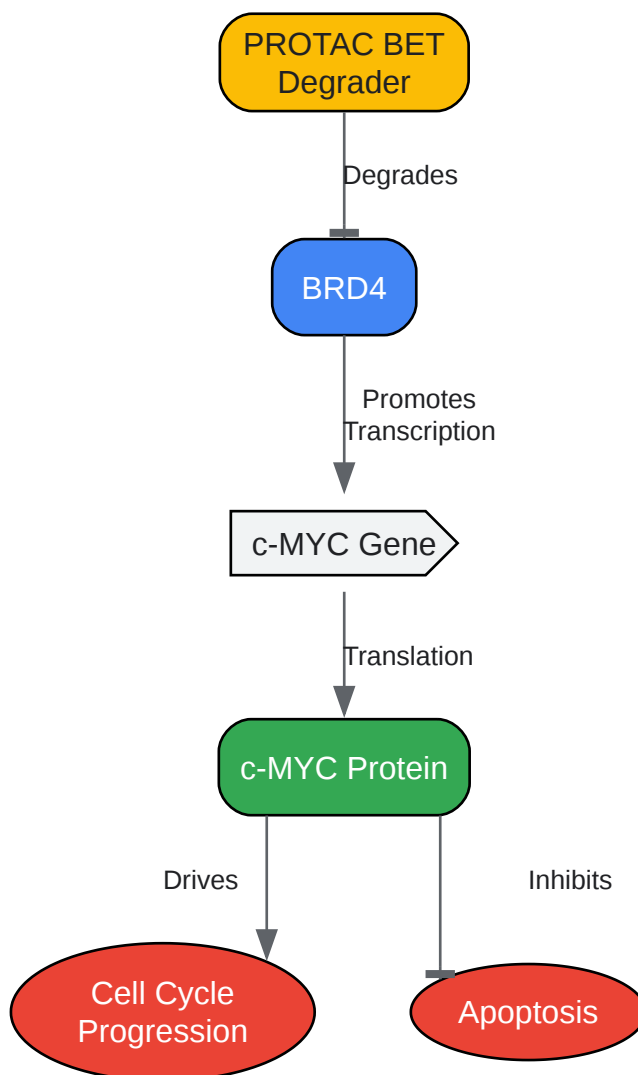 PROTAC BET
Degrader
Degrades
BRD4
Promotes
Transcription
c-MYC Gene
Translation
c-MYC Protein
Drives
Inhibits
Cell Cycle
Progression
Apoptosis